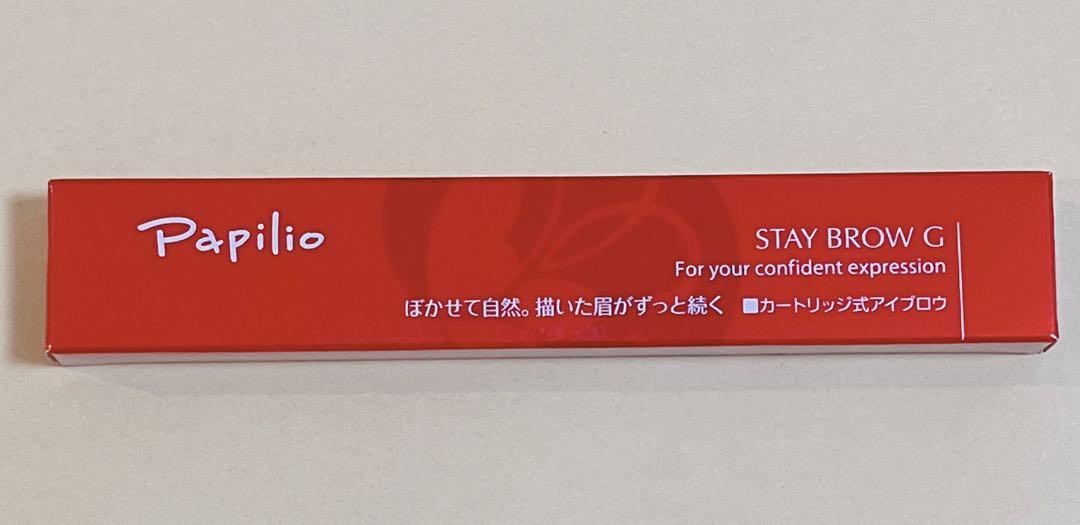 Papilio
STAY BROW G
For your confident expression
ぼかせて自然。描いた眉がずっと続く ■カートリッジ式アイブロウ